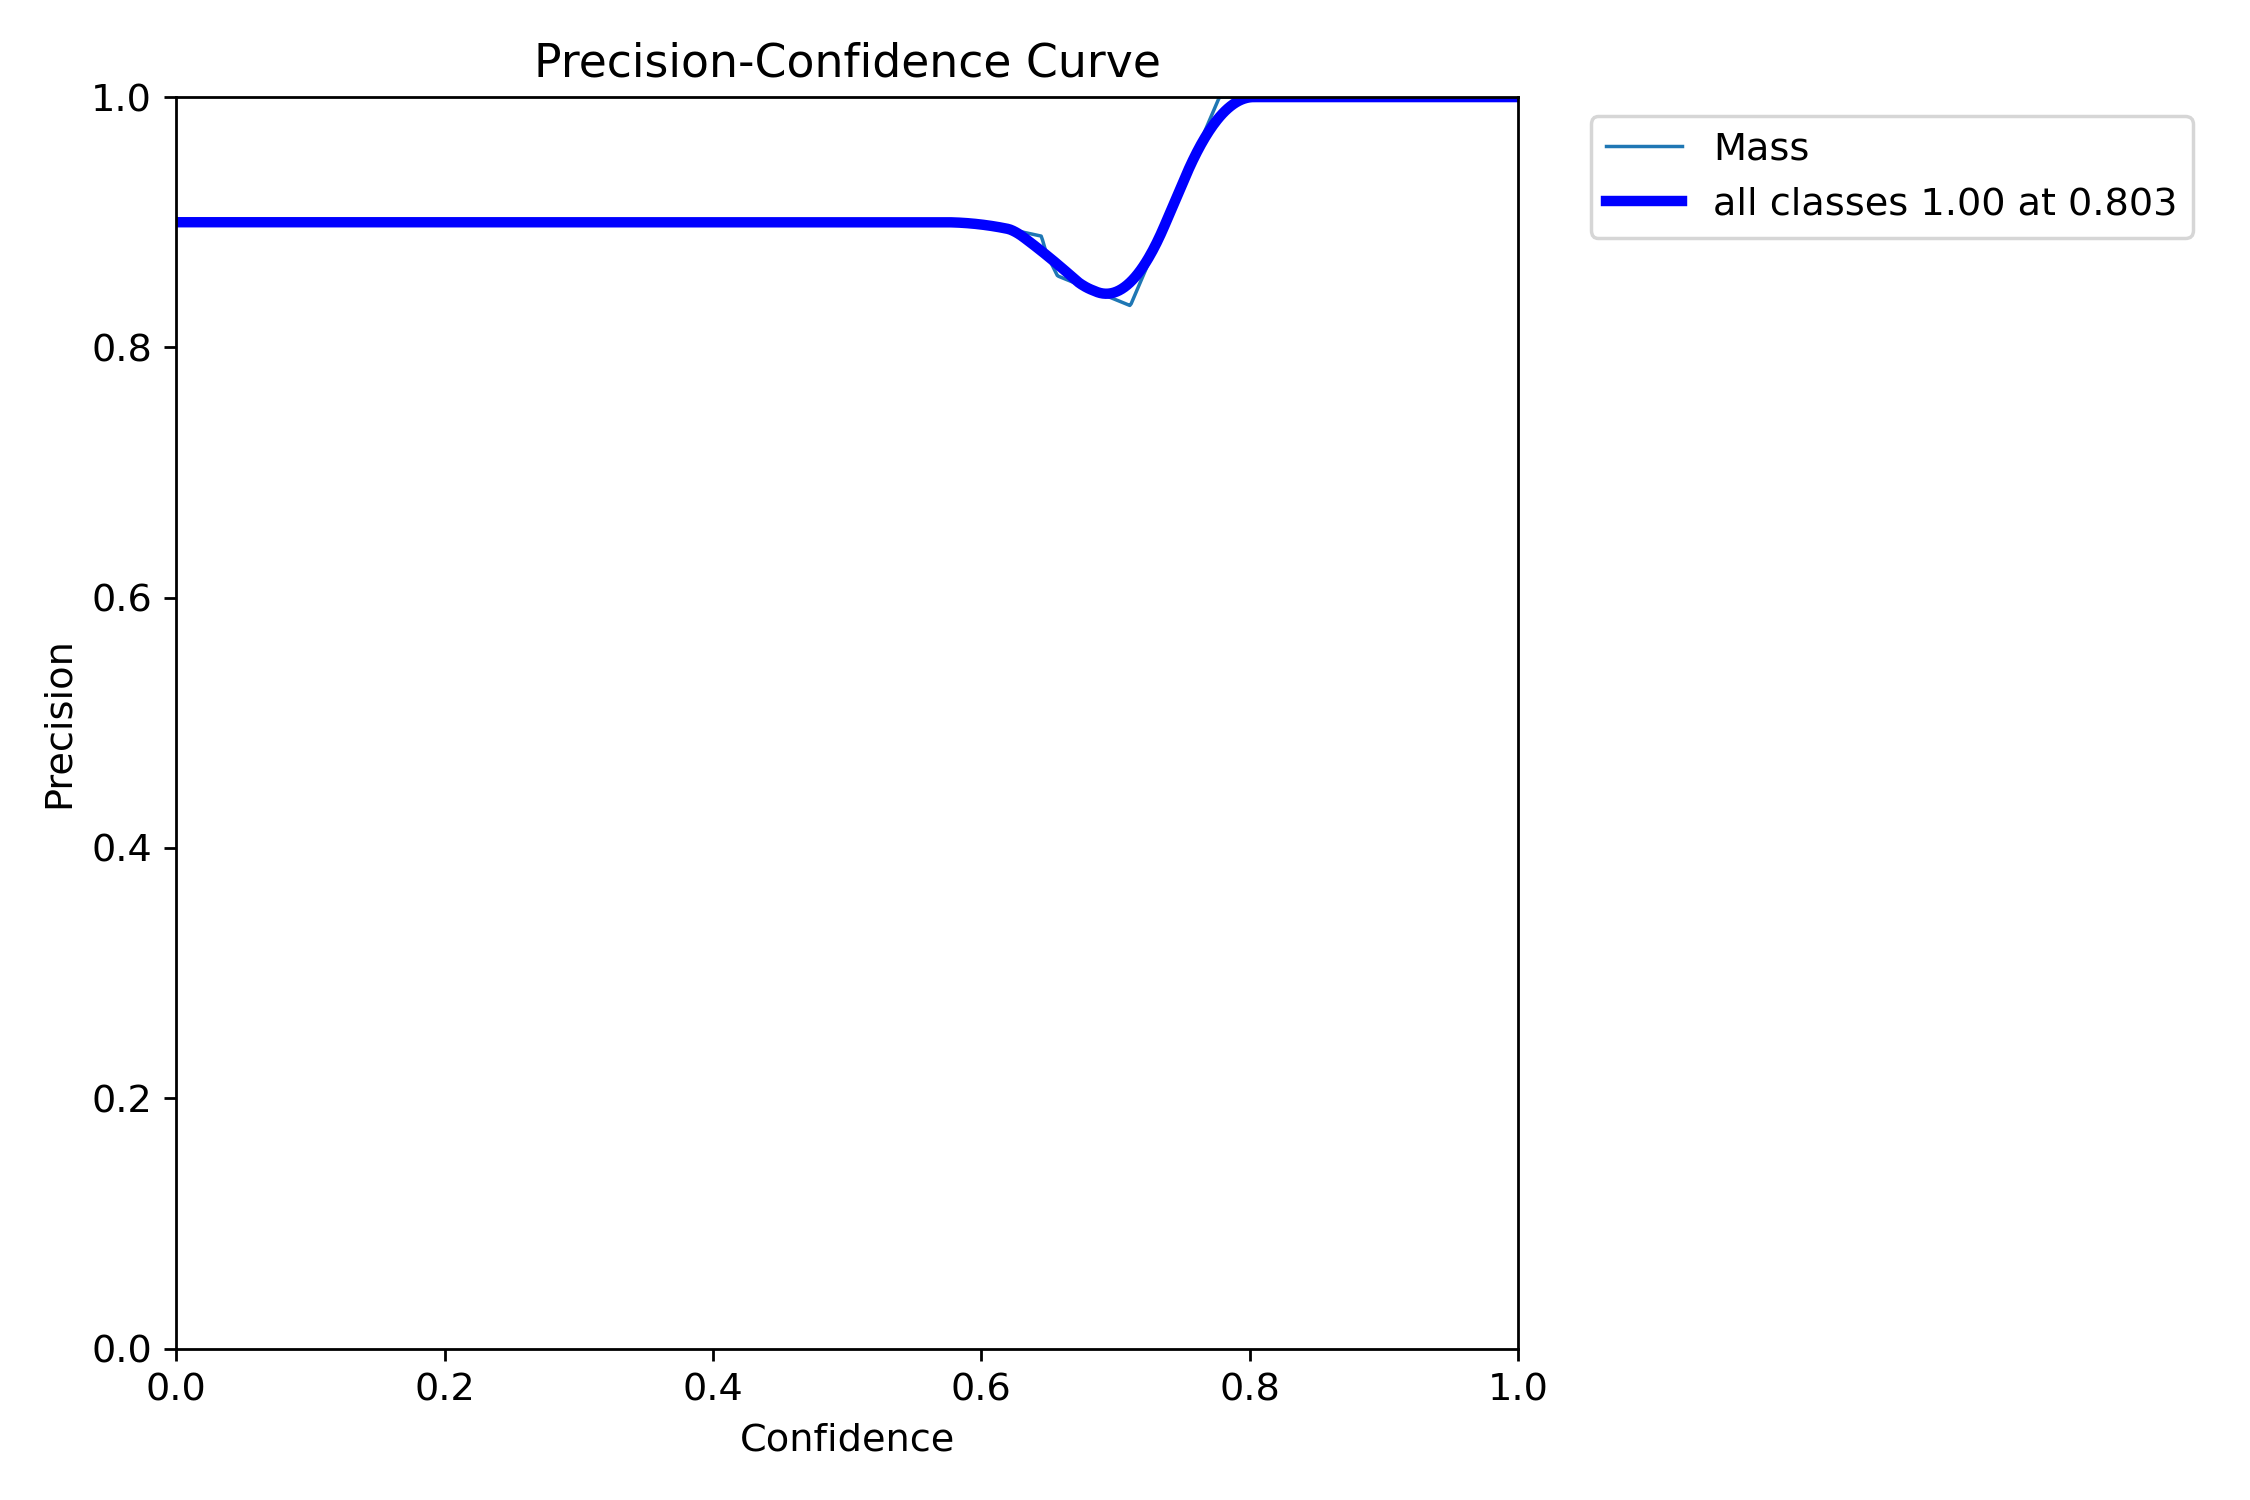 Precision-Confidence Curve
1.0
0.8
0.6
0.4
0.2
0.0
Precision
0.0 0.2 0.4 0.6 0.8 1.0
Confidence
Mass
all classes 1.00 at 0.803